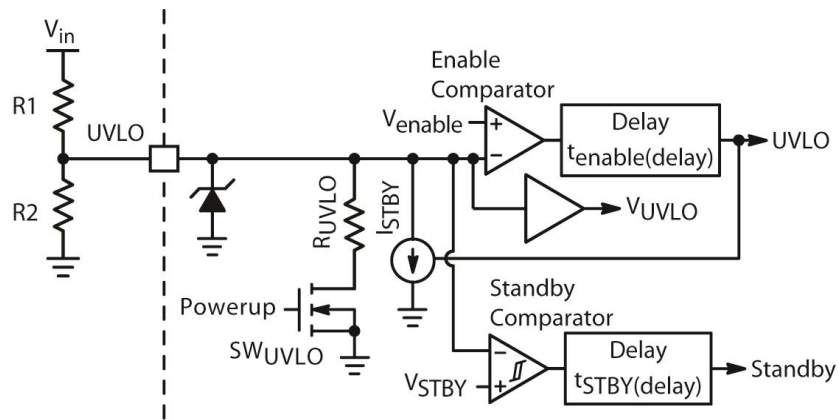 Vin
R1
UVLO
R2
Powerup
SWUVLO
RUVLO
ISTBY
Enable
Comparator
Venable
+
−
Delay
tenable(delay)
UVLO
VUVLO
Standby
Comparator
−
VSTBY
+
Delay
tSTBY(delay)
Standby